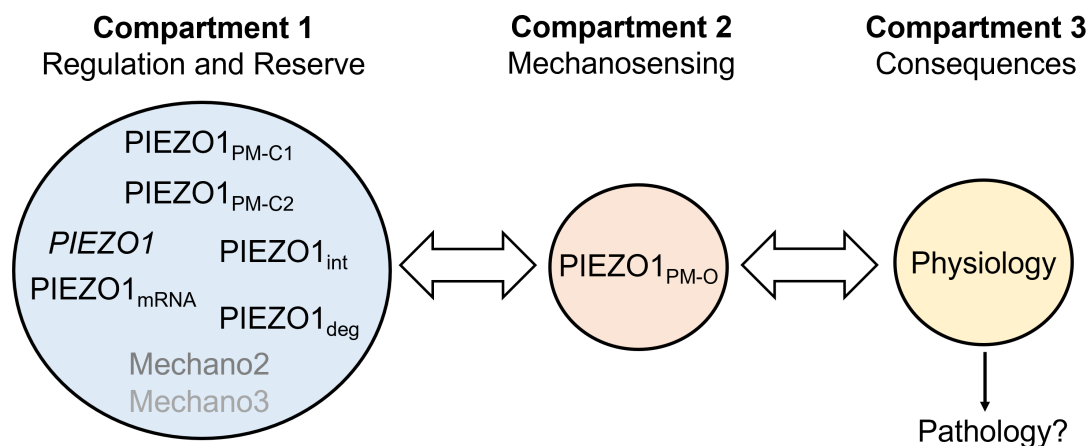 Compartment 1
Regulation and Reserve
Compartment 2
Mechanosensing
Compartment 3
Consequences
PIEZO1PM-C1
PIEZO1PM-C2
PIEZO1
PIEZO1int
PIEZO1mRNA
PIEZO1deg
Mechano2
Mechano3
PIEZO1PM-O
Physiology
Pathology?